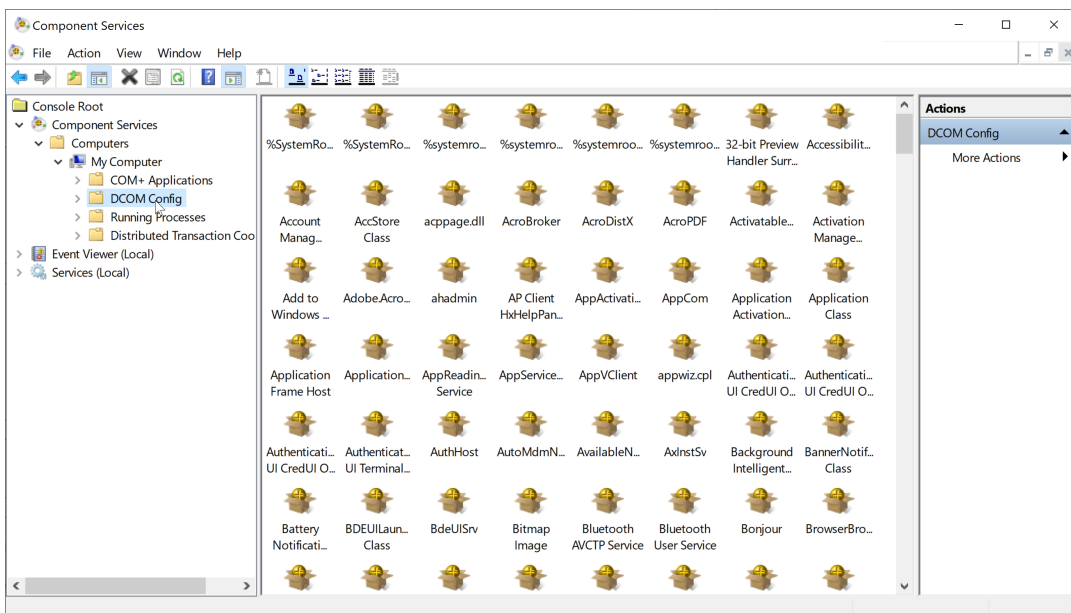 Component Services
File Action View Window Help
Console Root
Component Services
Computers
My Computer
COM+ Applications
DCOM Config
Running Processes
Distributed Transaction Coo
Event Viewer (Local)
Services (Local)
%SystemRo... %SystemRo... %systemro... %systemro... %systemroo... %systemroo... 32-bit Preview Accessibilit...
Handler Surr...
Account AccStore acppage.dll AcroBroker AcroDistX AcroPDF Activatable... Activation
Manag... Class Manage...
Add to Adobe.Acro... ahadmin AP Client AppActivati... AppCom Application Application
Windows ... HxHelpPan... Activation... Class
Application Application... AppReadin... AppService... AppVClient appwiz.cpl Authenticati... Authenticati...
Frame Host Service UI CredUI O... UI CredUI O...
Authenticati... Authenticat... AuthHost AutoMdmN... AvailableN... AxInstSv Background BannerNotif...
UI CredUI O... UI Terminal... Intelligent... Class
Battery BDEUILaun... BdeUISrv Bitmap Bluetooth Bluetooth Bonjour BrowserBro...
Notificati... Class Image AVCTP Service User Service
Actions
DCOM Config
More Actions